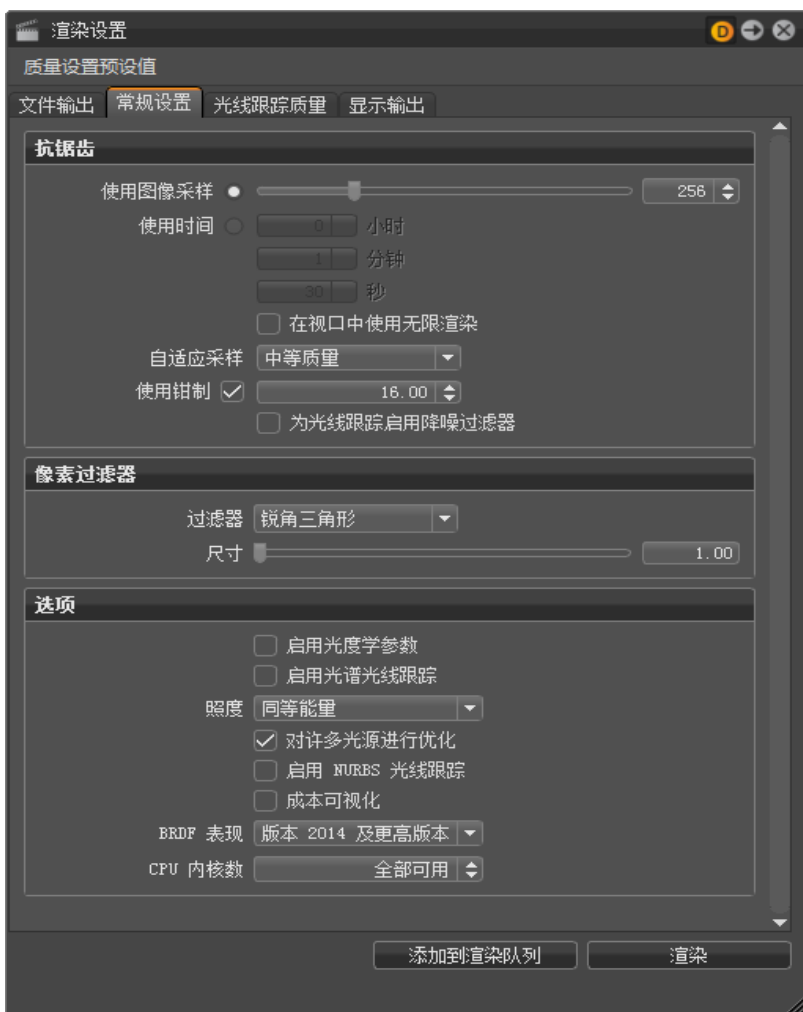 渲染设置
D
质量设置预设值
文件输出 常规设置 光线跟踪质量 显示输出
抗锯齿
使用图像采样 256
使用时间 0 小时
1 分钟
30 秒
在视口中使用无限渲染
自适应采样 中等质量
使用钳制 16.00
为光线跟踪启用降噪过滤器
像素过滤器
过滤器 锐角三角形
尺寸 1.00
选项
启用光度学参数
启用光谱光线跟踪
照度 同等能量
对许多光源进行优化
启用 NURBS 光线跟踪
成本可视化
BRDF 表现 版本 2014 及更高版本
CPU 内核数 全部可用
添加到渲染队列 渲染